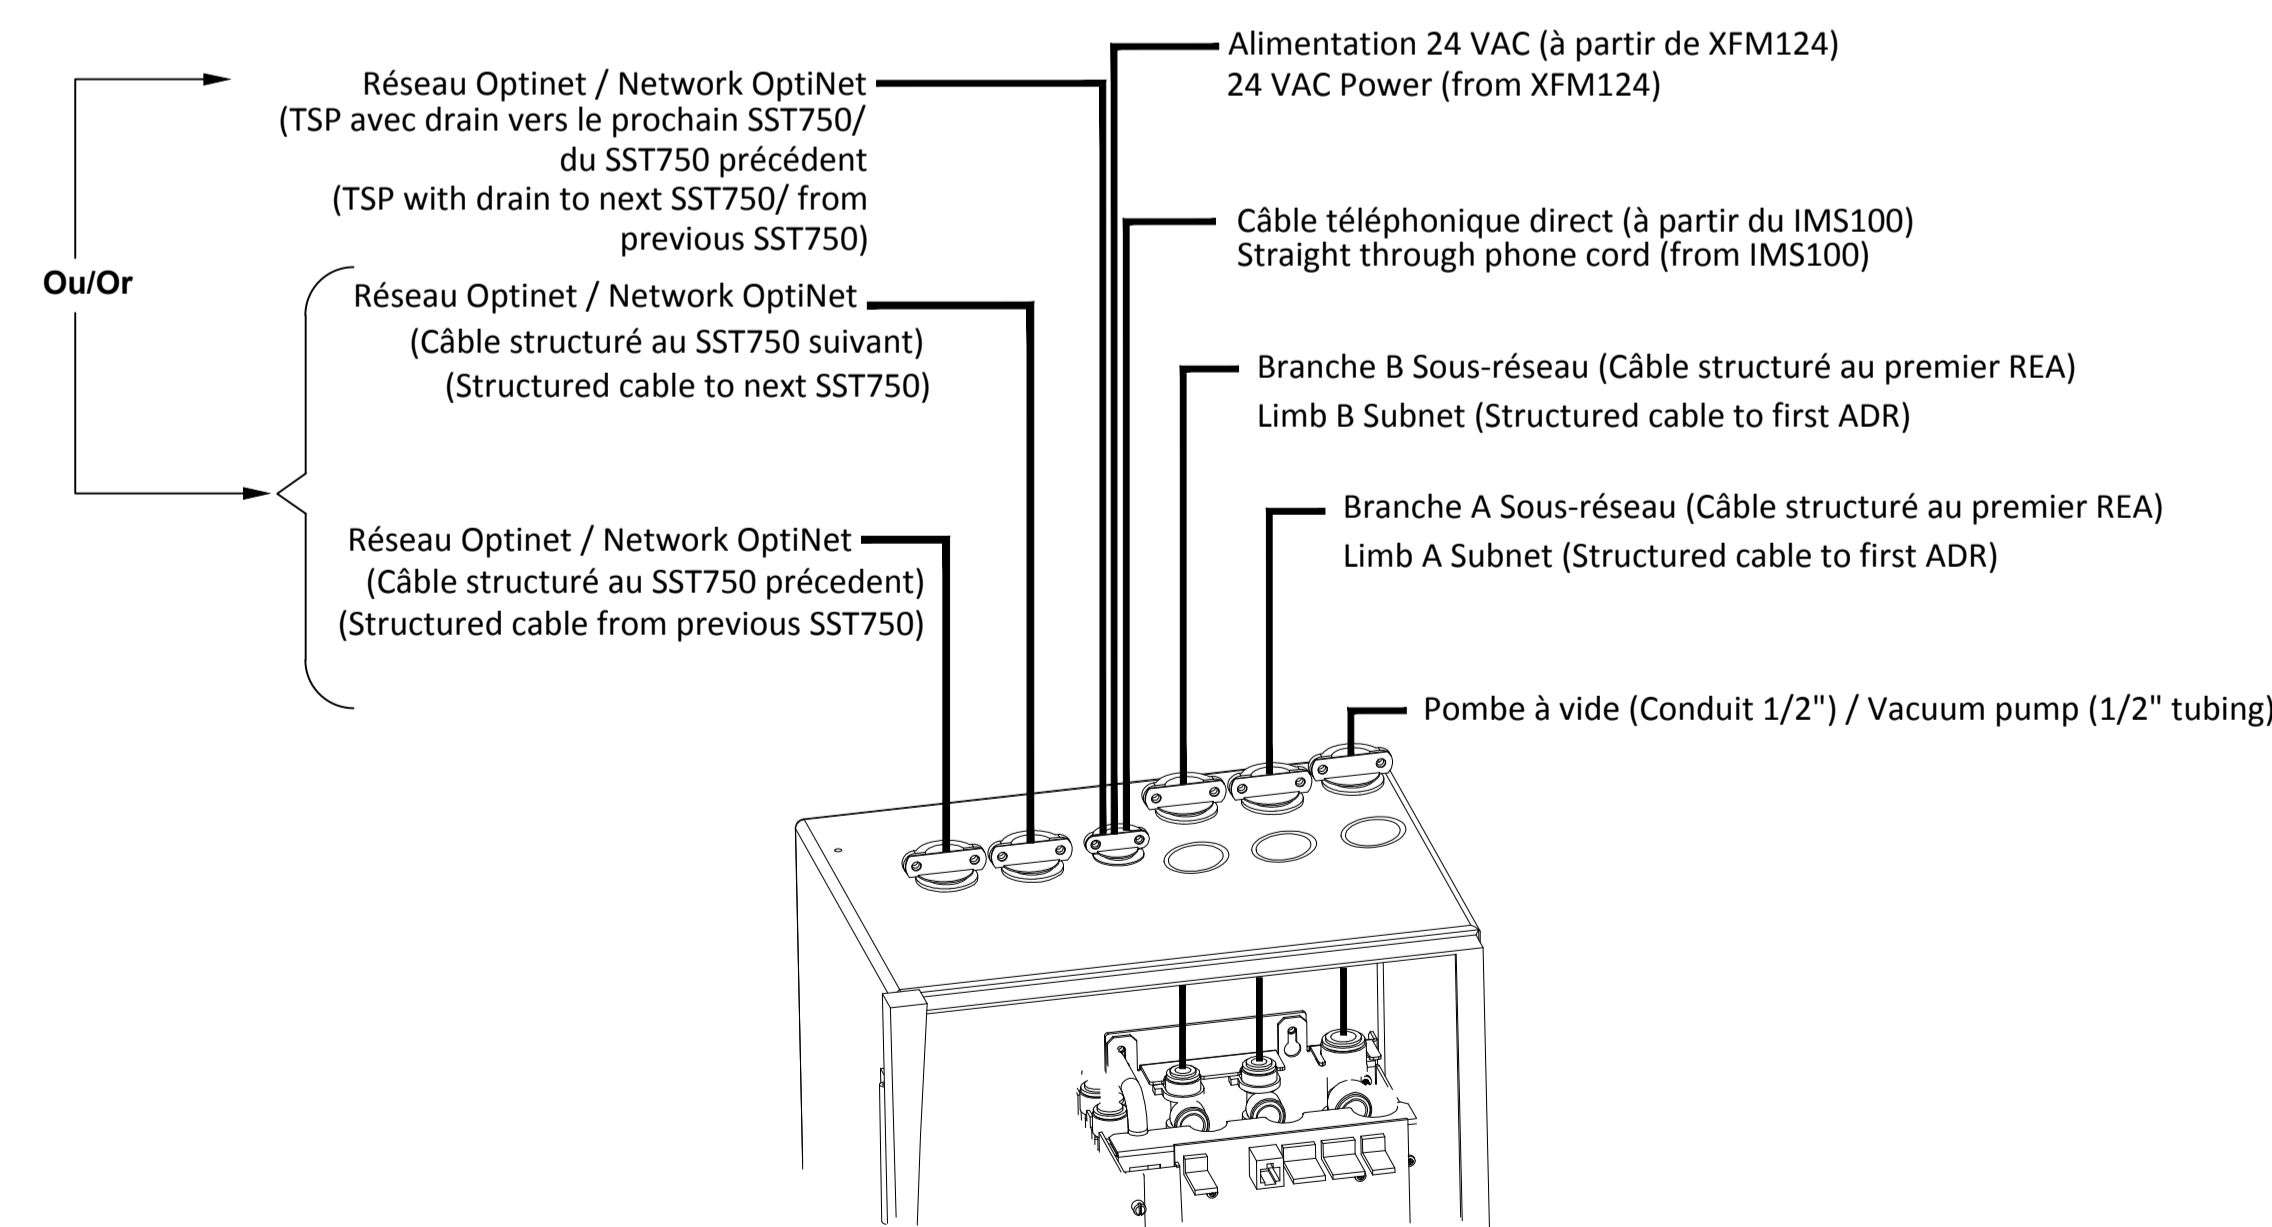 Réseau Optinet / Network OptiNet
(TSP avec drain vers le prochain SST750/
du SST750 précédent
(TSP with drain to next SST750/ from
previous SST750)
Ou/Or
Réseau Optinet / Network OptiNet
(Câble structuré au SST750 suivant)
(Structured cable to next SST750)
Réseau Optinet / Network OptiNet
(Câble structuré au SST750 précedent)
(Structured cable from previous SST750)
Alimentation 24 VAC (à partir de XFM124)
24 VAC Power (from XFM124)
Câble téléphonique direct (à partir du IMS100)
Straight through phone cord (from IMS100)
Branche B Sous-réseau (Câble structuré au premier REA)
Limb B Subnet (Structured cable to first ADR)
Branche A Sous-réseau (Câble structuré au premier REA)
Limb A Subnet (Structured cable to first ADR)
Pombe à vide (Conduit 1/2") / Vacuum pump (1/2" tubing)